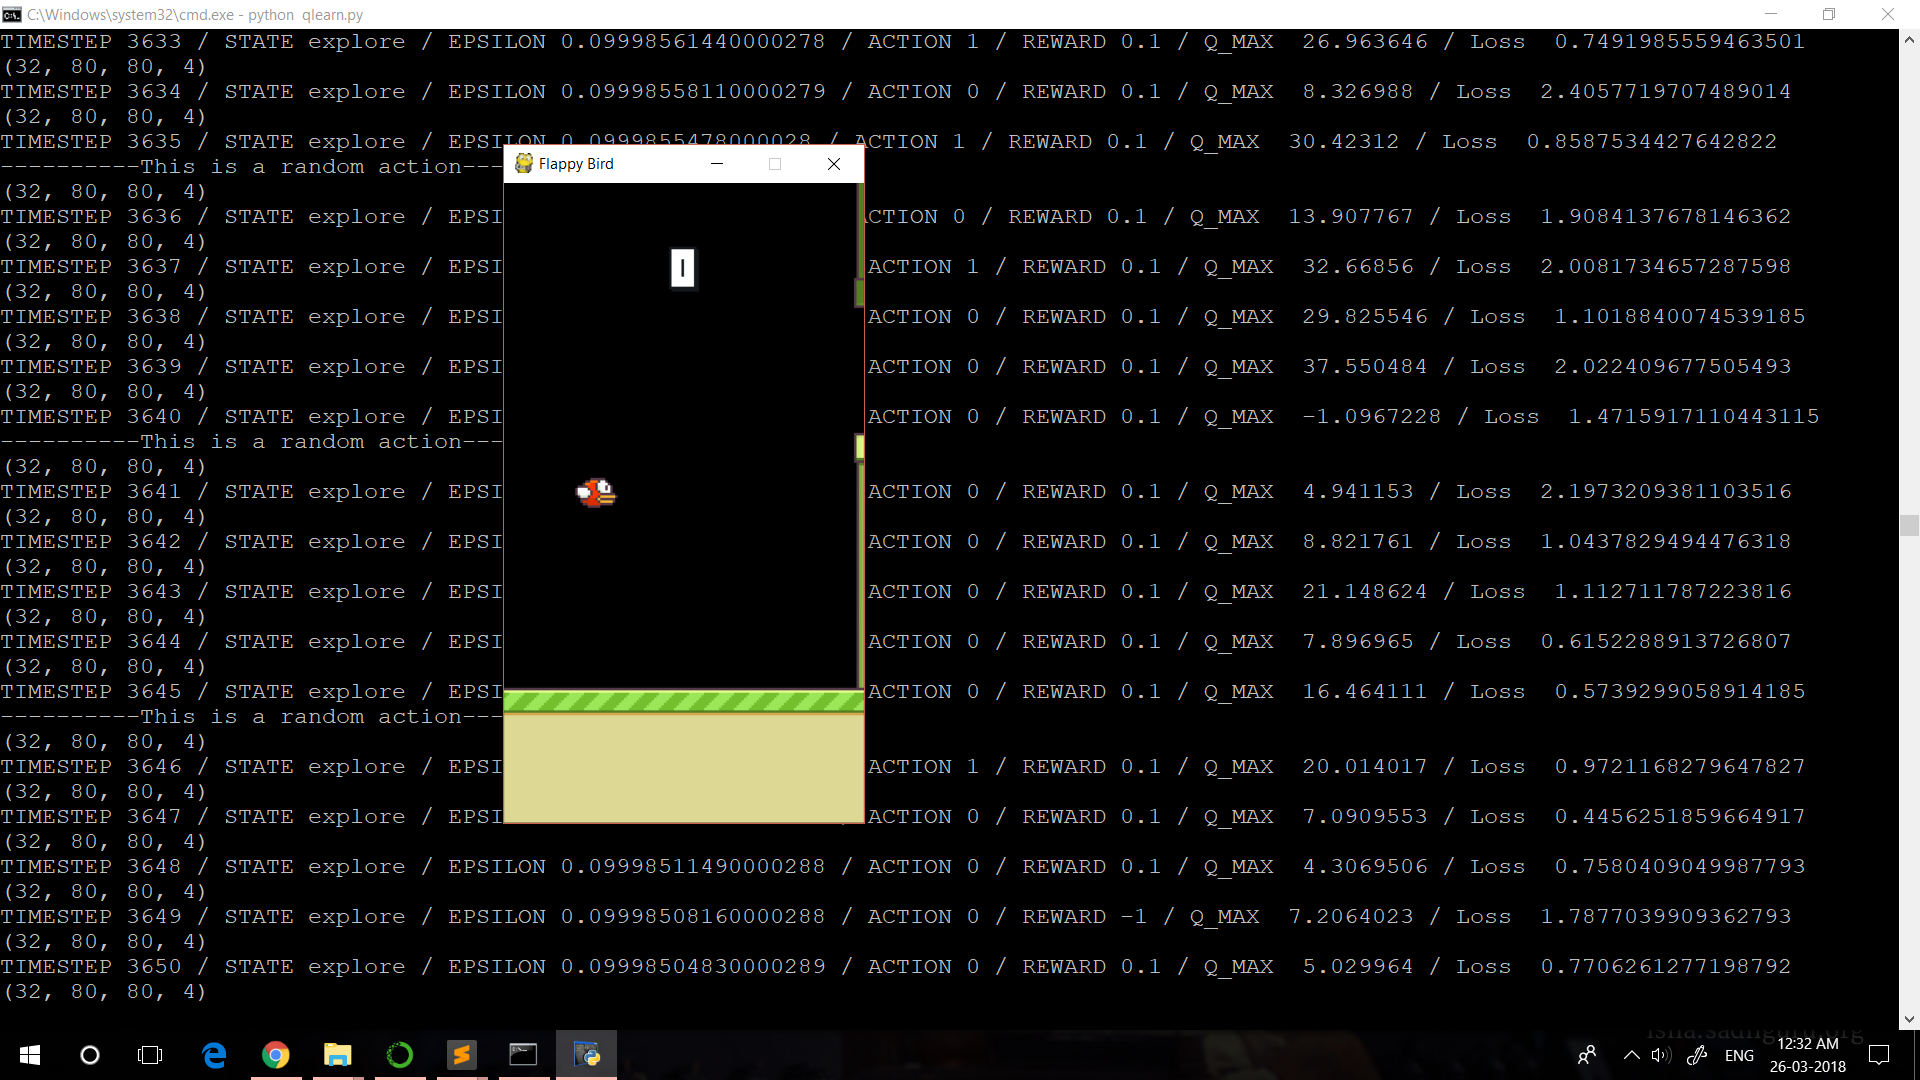 C:\Windows\system32\cmd.exe - python  qlearn.py
TIMESTEP 3633 / STATE explore / EPSILON 0.09998561440000278 / ACTION 1 / REWARD 0.1 / Q_MAX  26.963646 / Loss  0.7491985559463501
(32, 80, 80, 4)
TIMESTEP 3634 / STATE explore / EPSILON 0.09998558110000279 / ACTION 0 / REWARD 0.1 / Q_MAX  8.326988 / Loss  2.4057719707489014
(32, 80, 80, 4)
TIMESTEP 3635 / STATE explore / EPSILON 0.0999855478000028 / ACTION 1 / REWARD 0.1 / Q_MAX  30.42312 / Loss  0.8587534427642822
----------This is a random action---
Flappy Bird
(32, 80, 80, 4)
TIMESTEP 3636 / STATE explore / EPSI ACTION 0 / REWARD 0.1 / Q_MAX  13.907767 / Loss  1.9084137678146362
(32, 80, 80, 4)
TIMESTEP 3637 / STATE explore / EPSI ACTION 1 / REWARD 0.1 / Q_MAX  32.66856 / Loss  2.0081734657287598
(32, 80, 80, 4)
TIMESTEP 3638 / STATE explore / EPSI ACTION 0 / REWARD 0.1 / Q_MAX  29.825546 / Loss  1.1018840074539185
(32, 80, 80, 4)
TIMESTEP 3639 / STATE explore / EPSI ACTION 0 / REWARD 0.1 / Q_MAX  37.550484 / Loss  2.022409677505493
(32, 80, 80, 4)
TIMESTEP 3640 / STATE explore / EPSI ACTION 0 / REWARD 0.1 / Q_MAX  -1.0967228 / Loss  1.4715917110443115
----------This is a random action---
(32, 80, 80, 4)
TIMESTEP 3641 / STATE explore / EPSI ACTION 0 / REWARD 0.1 / Q_MAX  4.941153 / Loss  2.1973209381103516
(32, 80, 80, 4)
TIMESTEP 3642 / STATE explore / EPSI ACTION 0 / REWARD 0.1 / Q_MAX  8.821761 / Loss  1.0437829494476318
(32, 80, 80, 4)
TIMESTEP 3643 / STATE explore / EPSI ACTION 0 / REWARD 0.1 / Q_MAX  21.148624 / Loss  1.112711787223816
(32, 80, 80, 4)
TIMESTEP 3644 / STATE explore / EPSI ACTION 0 / REWARD 0.1 / Q_MAX  7.896965 / Loss  0.6152288913726807
(32, 80, 80, 4)
TIMESTEP 3645 / STATE explore / EPSI ACTION 0 / REWARD 0.1 / Q_MAX  16.464111 / Loss  0.5739299058914185
----------This is a random action---
(32, 80, 80, 4)
TIMESTEP 3646 / STATE explore / EPSI ACTION 1 / REWARD 0.1 / Q_MAX  20.014017 / Loss  0.9721168279647827
(32, 80, 80, 4)
TIMESTEP 3647 / STATE explore / EPSI ACTION 0 / REWARD 0.1 / Q_MAX  7.0909553 / Loss  0.4456251859664917
(32, 80, 80, 4)
TIMESTEP 3648 / STATE explore / EPSILON 0.09998511490000288 / ACTION 0 / REWARD 0.1 / Q_MAX  4.3069506 / Loss  0.7580409049987793
(32, 80, 80, 4)
TIMESTEP 3649 / STATE explore / EPSILON 0.09998508160000288 / ACTION 0 / REWARD -1 / Q_MAX  7.2064023 / Loss  1.7877039909362793
(32, 80, 80, 4)
TIMESTEP 3650 / STATE explore / EPSILON 0.09998504830000289 / ACTION 0 / REWARD 0.1 / Q_MAX  5.029964 / Loss  0.7706261277198792
(32, 80, 80, 4)
ENG
12:32 AM
26-03-2018